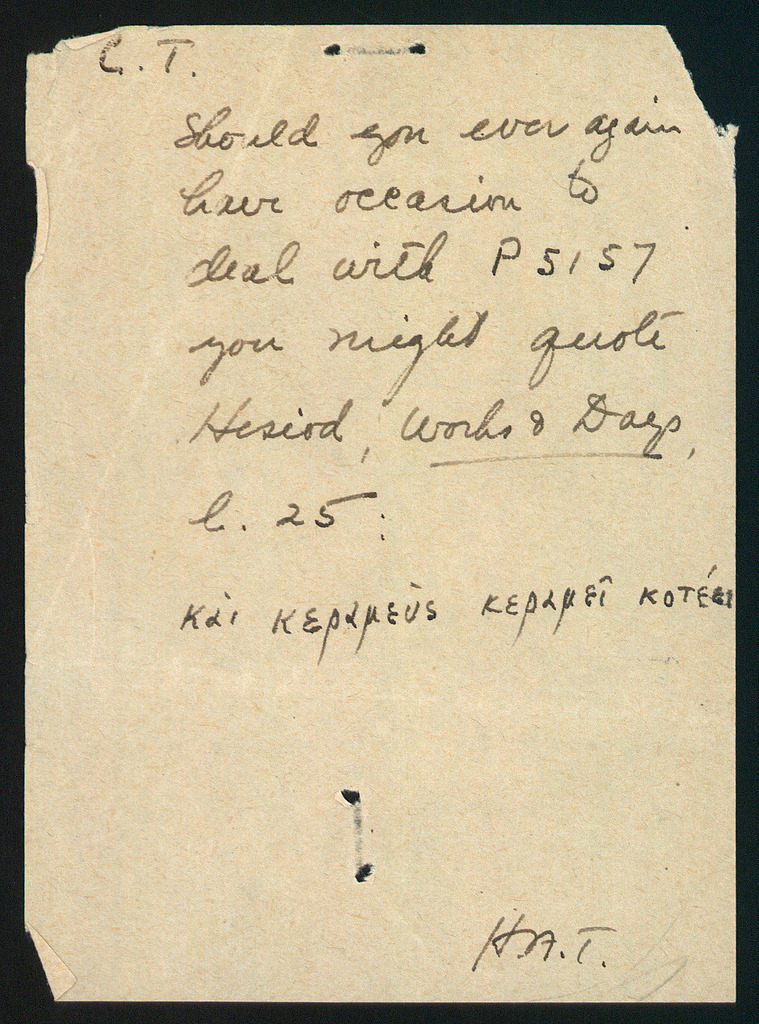 C. T.
Should you ever again
have occasion to
deal with P 5157
you might quote
Hesiod, Works & Days,
l. 25:
καὶ κεραμεὺς κεραμεῖ κοτέει
H.A.T.